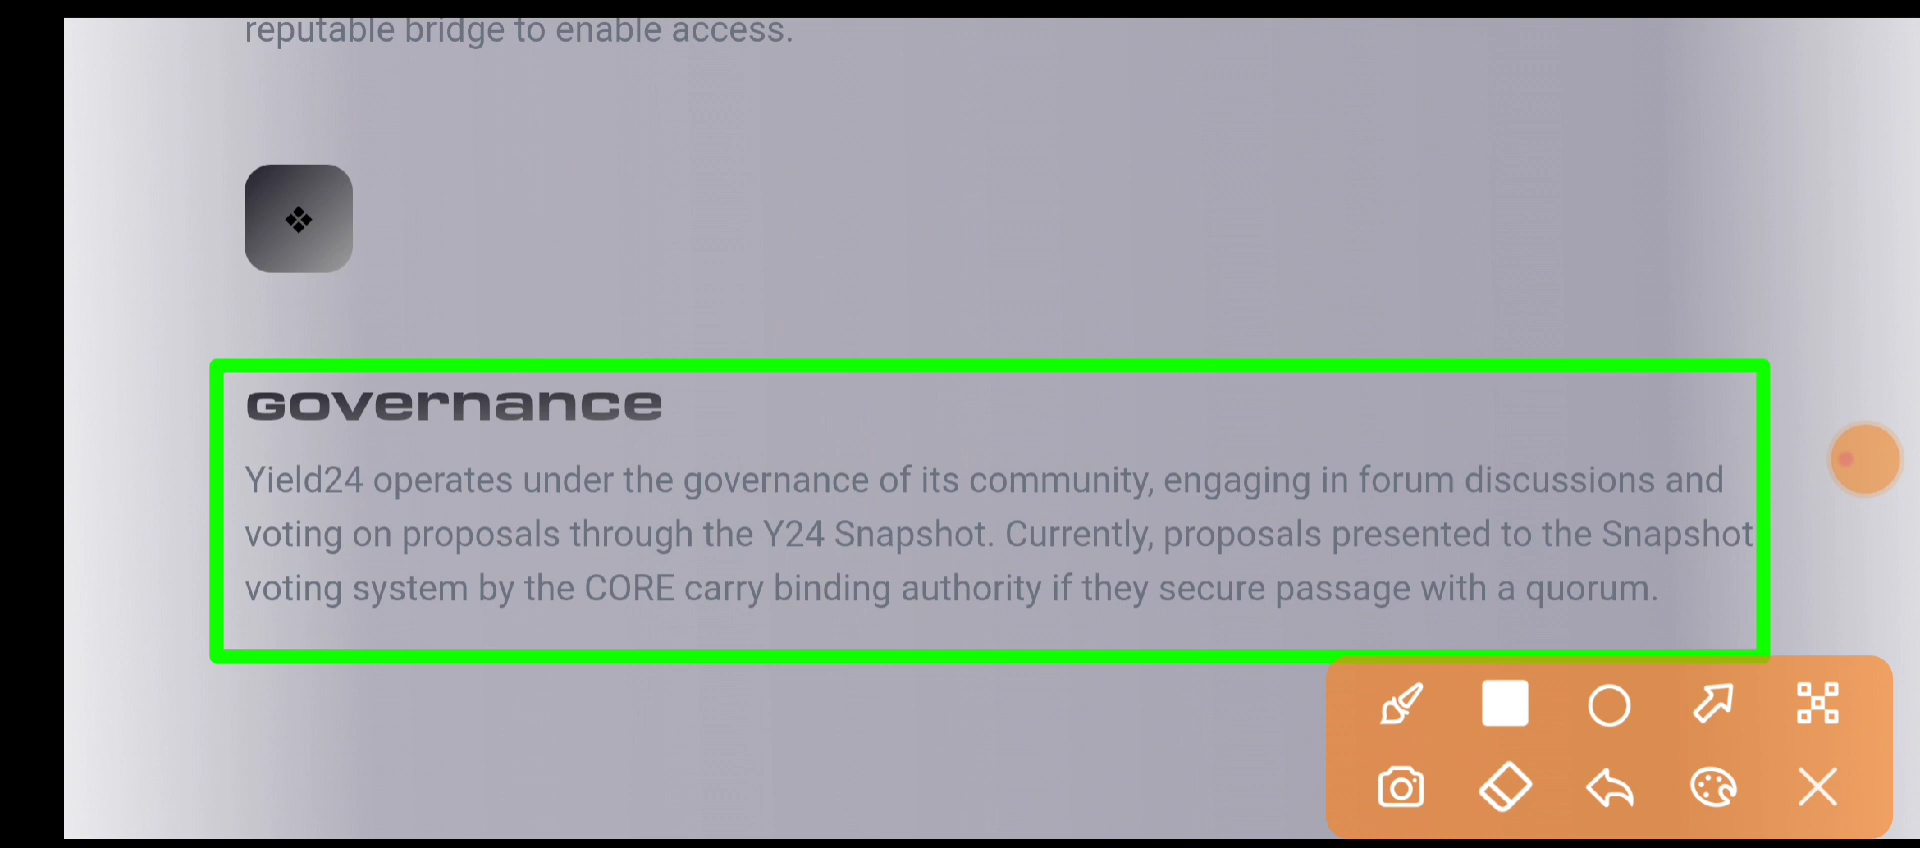 reputable bridge to enable access.
Governance
Yield24 operates under the governance of its community, engaging in forum discussions and
voting on proposals through the Y24 Snapshot. Currently, proposals presented to the Snapshot
voting system by the CORE carry binding authority if they secure passage with a quorum.